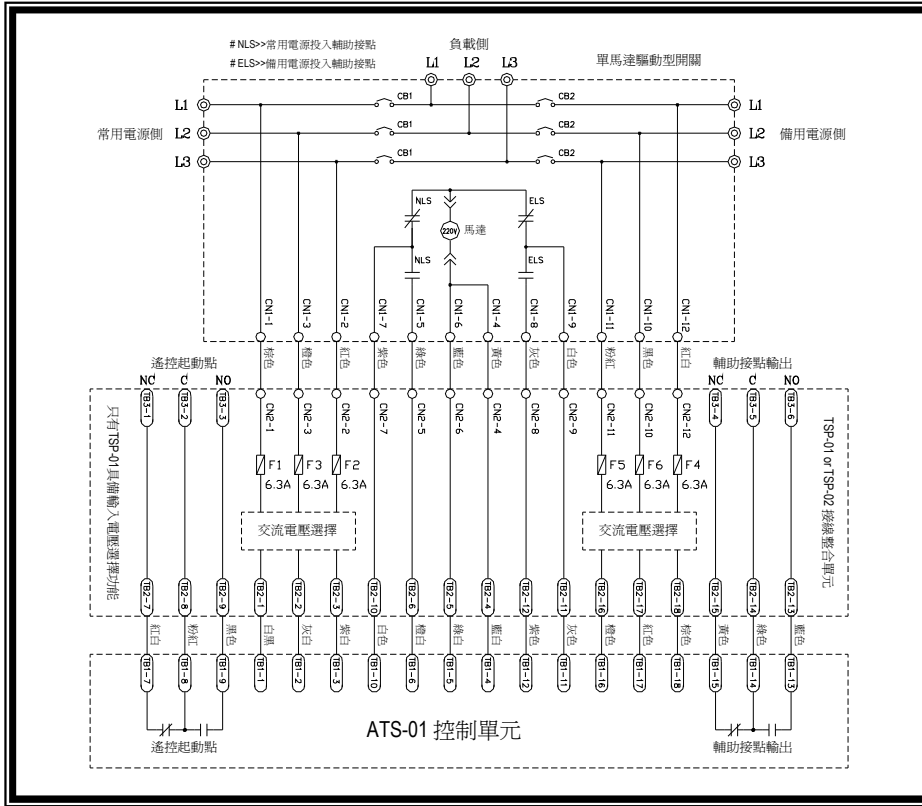 # NLS>>常用電源投入輔助接點
負載側
# ELS>>備用電源投入輔助接點
L1 L2 L3
單馬達驅動型開關
L1 CB1 CB2 L1
常用電源側 L2 CB1 CB2 L2 備用電源側
L3 CB1 CB2 L3
NLS ELS
220V 馬達
NLS ELS
CN1-1 CN1-3 CN1-2 CN1-7 CN1-5 CN1-6 CN1-4 CN1-8 CN1-9 CN1-11 CN1-10 CN1-12
棕色 橙色 紅色 紫色 綠色 藍色 黃色 灰色 白色 粉紅 黑色 紅白
遙控起動點 輔助接點輸出
NC C NO NC C NO
TB3-1 TB3-2 TB3-3 TB3-4 TB3-5 TB3-6
CN2-1 CN2-3 CN2-2 CN2-7 CN2-5 CN2-6 CN2-4 CN2-8 CN2-9 CN2-11 CN2-10 CN2-12
只有TSP-01具備輸入電壓選擇功能
TSP-01 or TSP-02 接線整合單元
F1 F3 F2 F5 F6 F4
6.3A 6.3A 6.3A 6.3A 6.3A 6.3A
交流電壓選擇 交流電壓選擇
TB2-7 TB2-8 TB2-9 TB2-1 TB2-2 TB2-3 TB2-10 TB2-6 TB2-5 TB2-4 TB2-12 TB2-11 TB2-16 TB2-17 TB2-18 TB2-15 TB2-14 TB2-13
紅白 粉紅 黑色 白黑 灰白 紫白 白色 橙白 綠白 藍白 紫色 灰色 橙色 紅色 棕色 黃色 綠色 藍色
TB1-7 TB1-8 TB1-9 TB1-1 TB1-2 TB1-3 TB1-10 TB1-6 TB1-5 TB1-4 TB1-12 TB1-11 TB1-16 TB1-17 TB1-18 TB1-15 TB1-14 TB1-13
ATS-01 控制單元
遙控起動點 輔助接點輸出